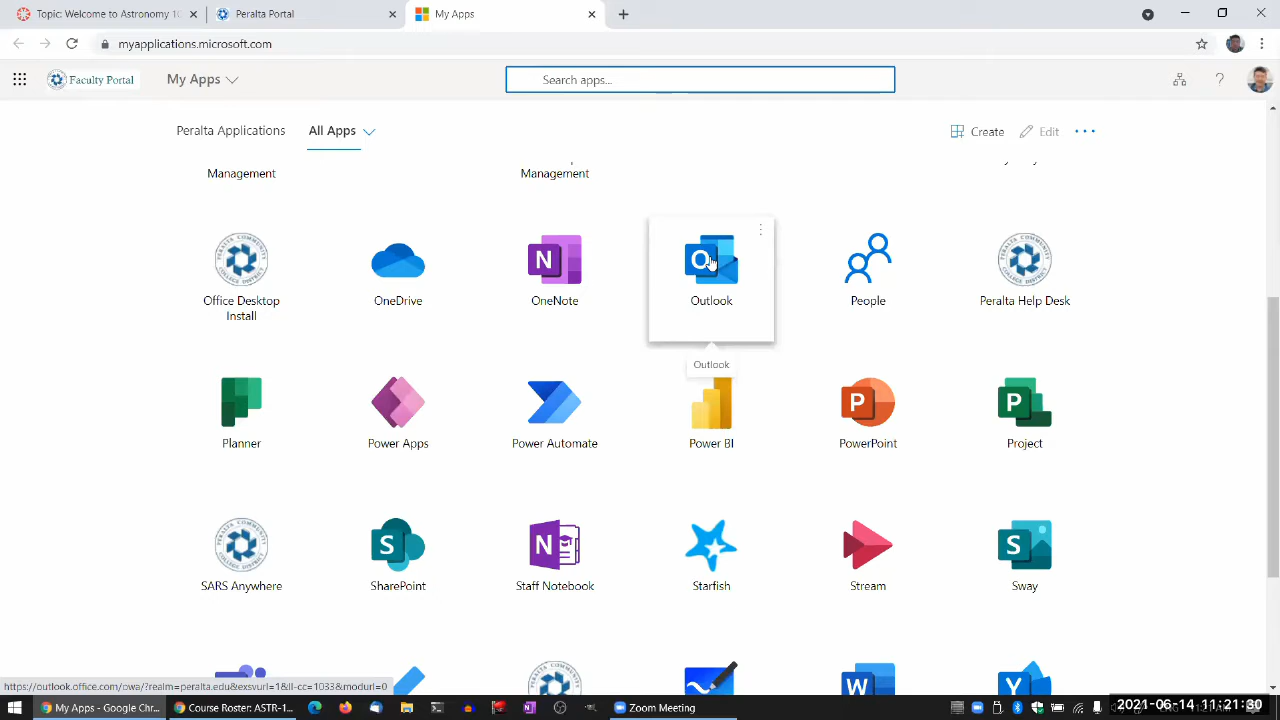 Topic: Welcome to Astronomy 10
Peralta Portal
My Apps
myapplications.microsoft.com
Faculty Portal
My Apps
Search apps...
Peralta Applications
All Apps
Create
Edit
Management
Management
Office Desktop
Install
OneDrive
OneNote
Outlook
People
Peralta Help Desk
Outlook
Planner
Power Apps
Power Automate
Power BI
PowerPoint
Project
SARS Anywhere
SharePoint
Staff Notebook
Starfish
Stream
Sway
https://outlook.office.com/owa/?realm=peralta.edu&exsvurl=1&ll-cc=1033&modurl=0
My Apps - Google Chr...
Course Roster: ASTR-1...
Zoom Meeting
2021-06-14 11:21:30